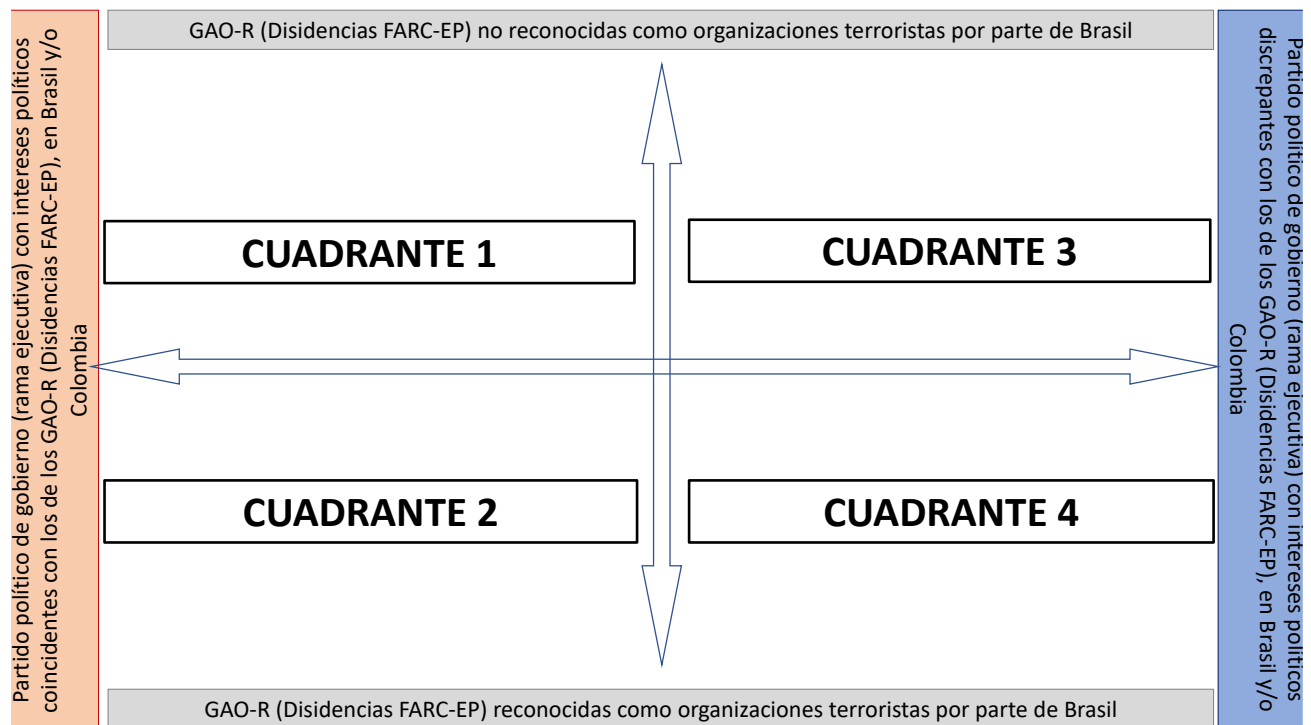 GAO-R (Disidencias FARC-EP) no reconocidas como organizaciones terroristas por parte de Brasil
Partido político de gobierno (rama ejecutiva) con intereses políticos
coincidentes con los de los GAO-R (Disidencias FARC-EP), en Brasil y/o
Colombia
CUADRANTE 1
CUADRANTE 3
CUADRANTE 2
CUADRANTE 4
Partido político de gobierno (rama ejecutiva) con intereses políticos
discrepantes con los de los GAO-R (Disidencias FARC-EP), en Brasil y/o
Colombia
GAO-R (Disidencias FARC-EP) reconocidas como organizaciones terroristas por parte de Brasil